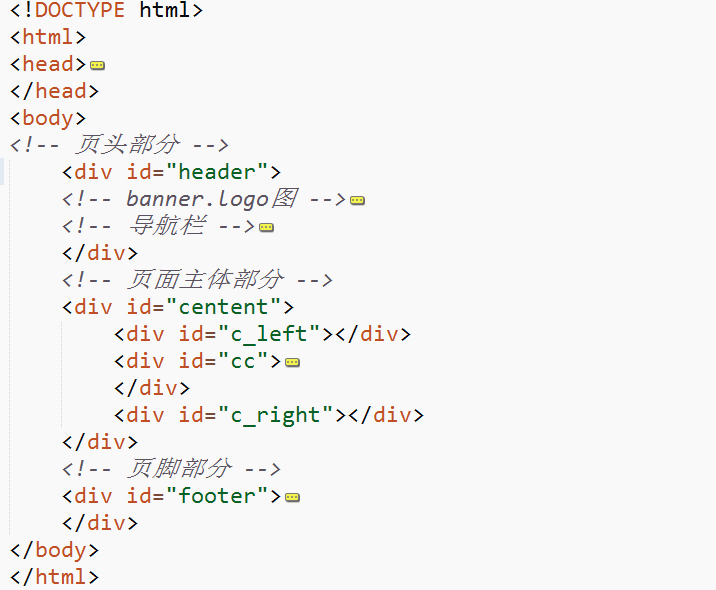 <!DOCTYPE html>
<html>
<head>
</head>
<body>
<!-- 页头部分 -->
<div id="header">
<!-- banner.logo图 -->
<!-- 导航栏 -->
</div>
<!-- 页面主体部分 -->
<div id="centent">
<div id="c_left"></div>
<div id="cc">
</div>
<div id="c_right"></div>
</div>
<!-- 页脚部分 -->
<div id="footer">
</div>
</body>
</html>